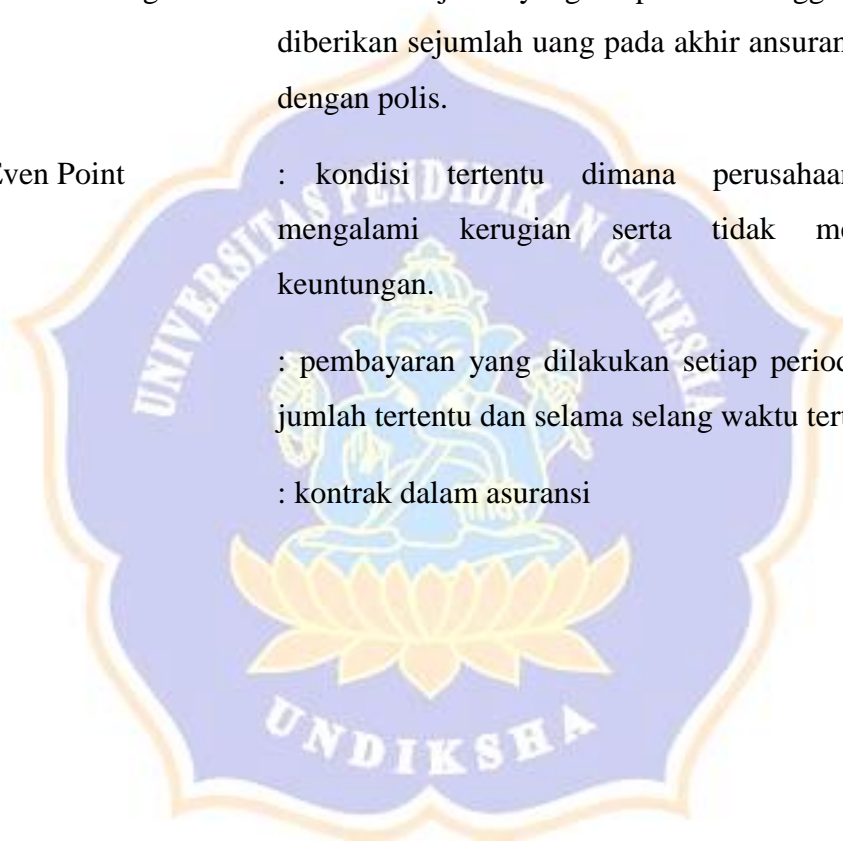 diberikan sejumlah uang pada akhir ansuran
dengan polis.
Even Point : kondisi tertentu dimana perusahaan
mengalami kerugian serta tidak
keuntungan.
: pembayaran yang dilakukan setiap
jumlah tertentu dan selama selang waktu
: kontrak dalam asuransi
UNIVERSITAS PENDIDIKAN GANESHA
UNDIKSHA